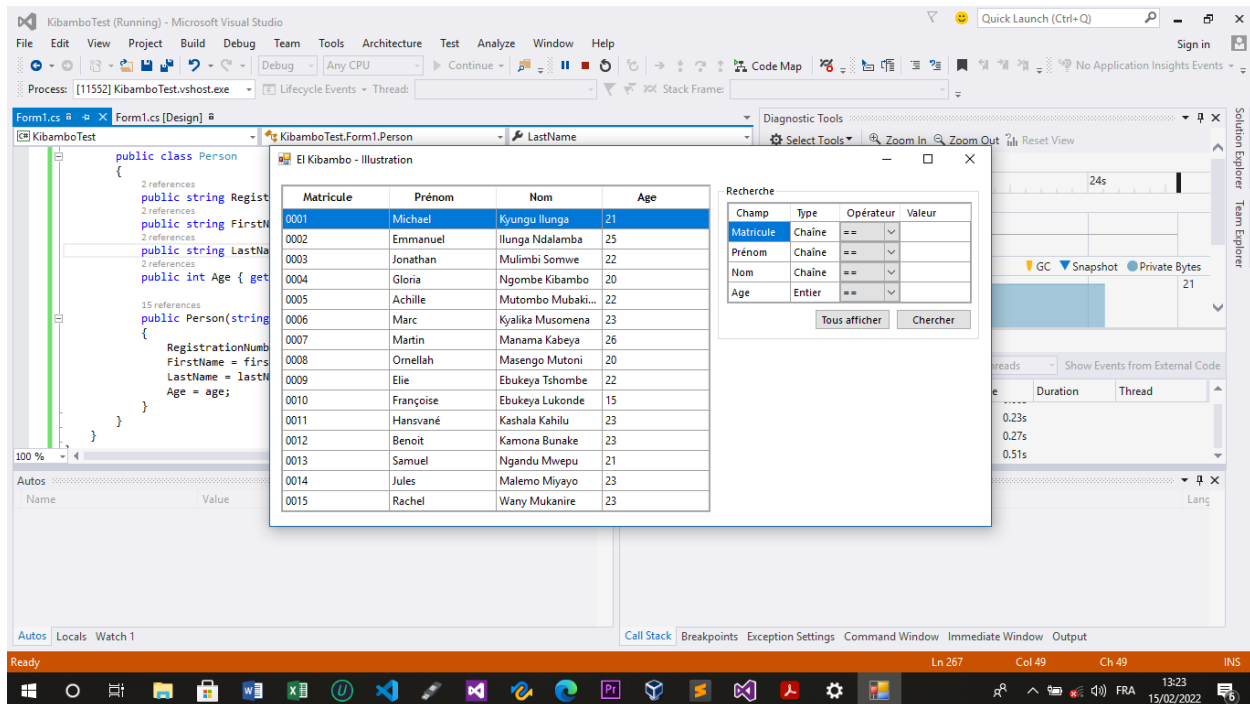 KibamboTest (Running) - Microsoft Visual Studio
Quick Launch (Ctrl+Q)
File Edit View Project Build Debug Team Tools Architecture Test Analyze Window Help
Sign in
Debug Any CPU Continue Code Map No Application Insights Events
Process: [11552] KibamboTest.vshost.exe Lifecycle Events Thread: Stack Frame:
Form1.cs Form1.cs [Design]
KibamboTest KibamboTest.Form1.Person LastName
public class Person
{
2 references
public string Regist
2 references
public string FirstN
2 references
public string LastNa
2 references
public int Age { get
15 references
public Person(string
{
RegistrationNumb
FirstName = firs
LastName = lastN
Age = age;
}
}
}
100 %
El Kibambo - Illustration
Matricule Prénom Nom Age
0001 Michael Kyungu Ilunga 21
0002 Emmanuel Ilunga Ndalamba 25
0003 Jonathan Mulimbi Somwe 22
0004 Gloria Ngombe Kibambo 20
0005 Achille Mutombo Mubaki... 22
0006 Marc Kyalika Musomena 23
0007 Martin Manama Kabeya 26
0008 Ornellah Masengo Mutoni 20
0009 Elie Ebukeya Tshombe 22
0010 Françoise Ebukeya Lukonde 15
0011 Hansvané Kashala Kahilu 23
0012 Benoit Kamona Bunake 23
0013 Samuel Ngandu Mwepu 21
0014 Jules Malemo Miyayo 23
0015 Rachel Wany Mukanire 23
Recherche
Champ Type Opérateur Valeur
Matricule Chaîne ==
Prénom Chaîne ==
Nom Chaîne ==
Age Entier ==
Tous afficher Chercher
Diagnostic Tools
Select Tools Zoom In Zoom Out Reset View
24s
GC Snapshot Private Bytes
21
Show Events from External Code
Duration Thread
0.23s
0.27s
0.51s
Solution Explorer
Team Explorer
Autos
Name Value
Lang
Autos Locals Watch 1
Call Stack Breakpoints Exception Settings Command Window Immediate Window Output
Ready Ln 267 Col 49 Ch 49 INS
FRA
13:23
15/02/2022